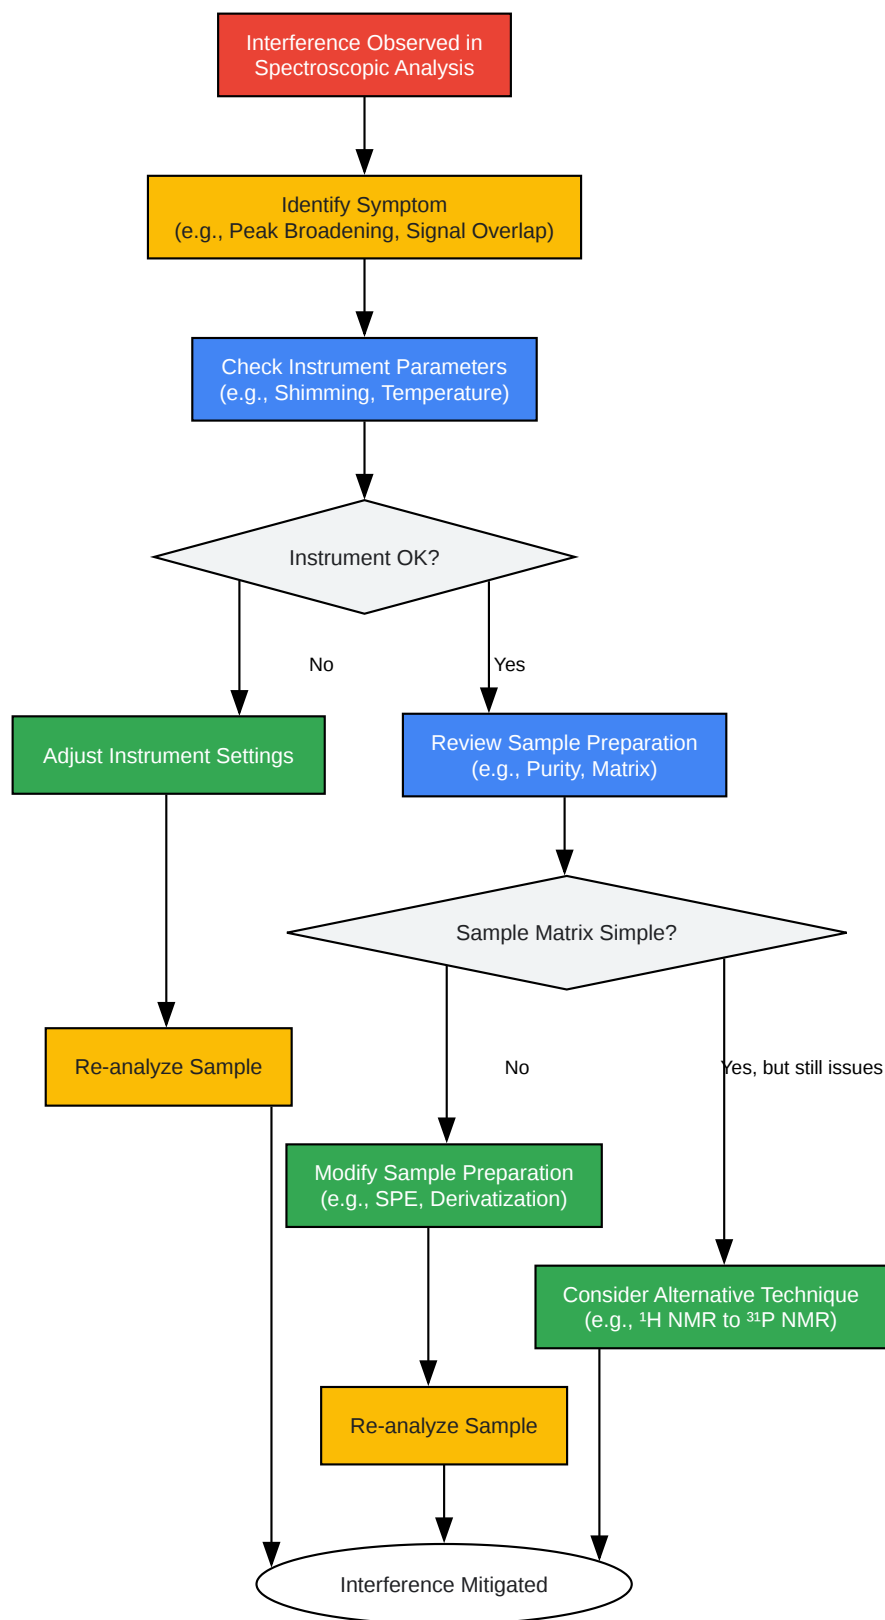 Interference Observed in
Spectroscopic Analysis
Identify Symptom
(e.g., Peak Broadening, Signal Overlap)
Check Instrument Parameters
(e.g., Shimming, Temperature)
Instrument OK?
No
Yes
Adjust Instrument Settings
Review Sample Preparation
(e.g., Purity, Matrix)
Sample Matrix Simple?
Re-analyze Sample
No
Yes, but still issues
Modify Sample Preparation
(e.g., SPE, Derivatization)
Consider Alternative Technique
(e.g., ¹H NMR to ³¹P NMR)
Re-analyze Sample
Interference Mitigated